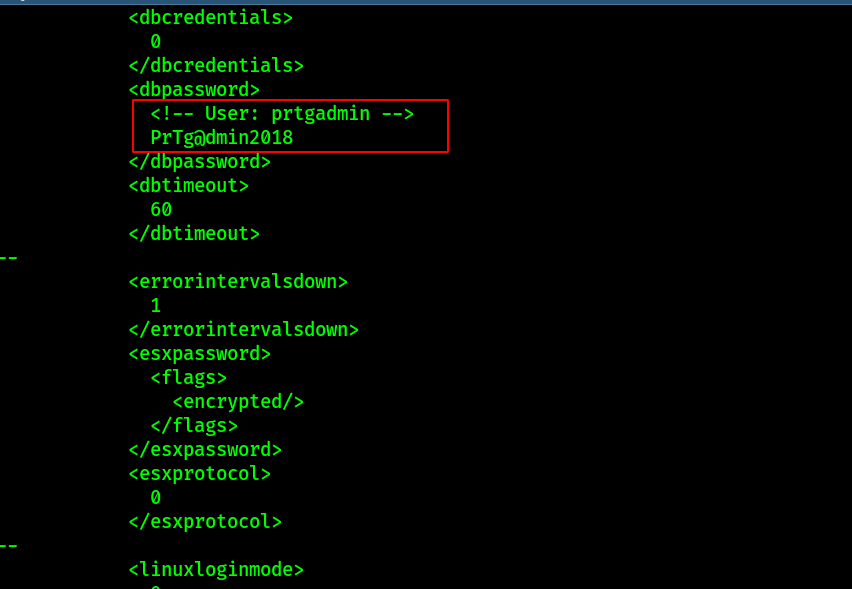 <dbcredentials>
0
</dbcredentials>
<dbpassword>
<!-- User: prtgadmin -->
PrTg@dmin2018
</dbpassword>
<dbtimeout>
60
</dbtimeout>
--
<errorintervalsdown>
1
</errorintervalsdown>
<esxpassword>
<flags>
<encrypted/>
</flags>
</esxpassword>
<esxprotocol>
0
</esxprotocol>
--
<linuxloginmode>